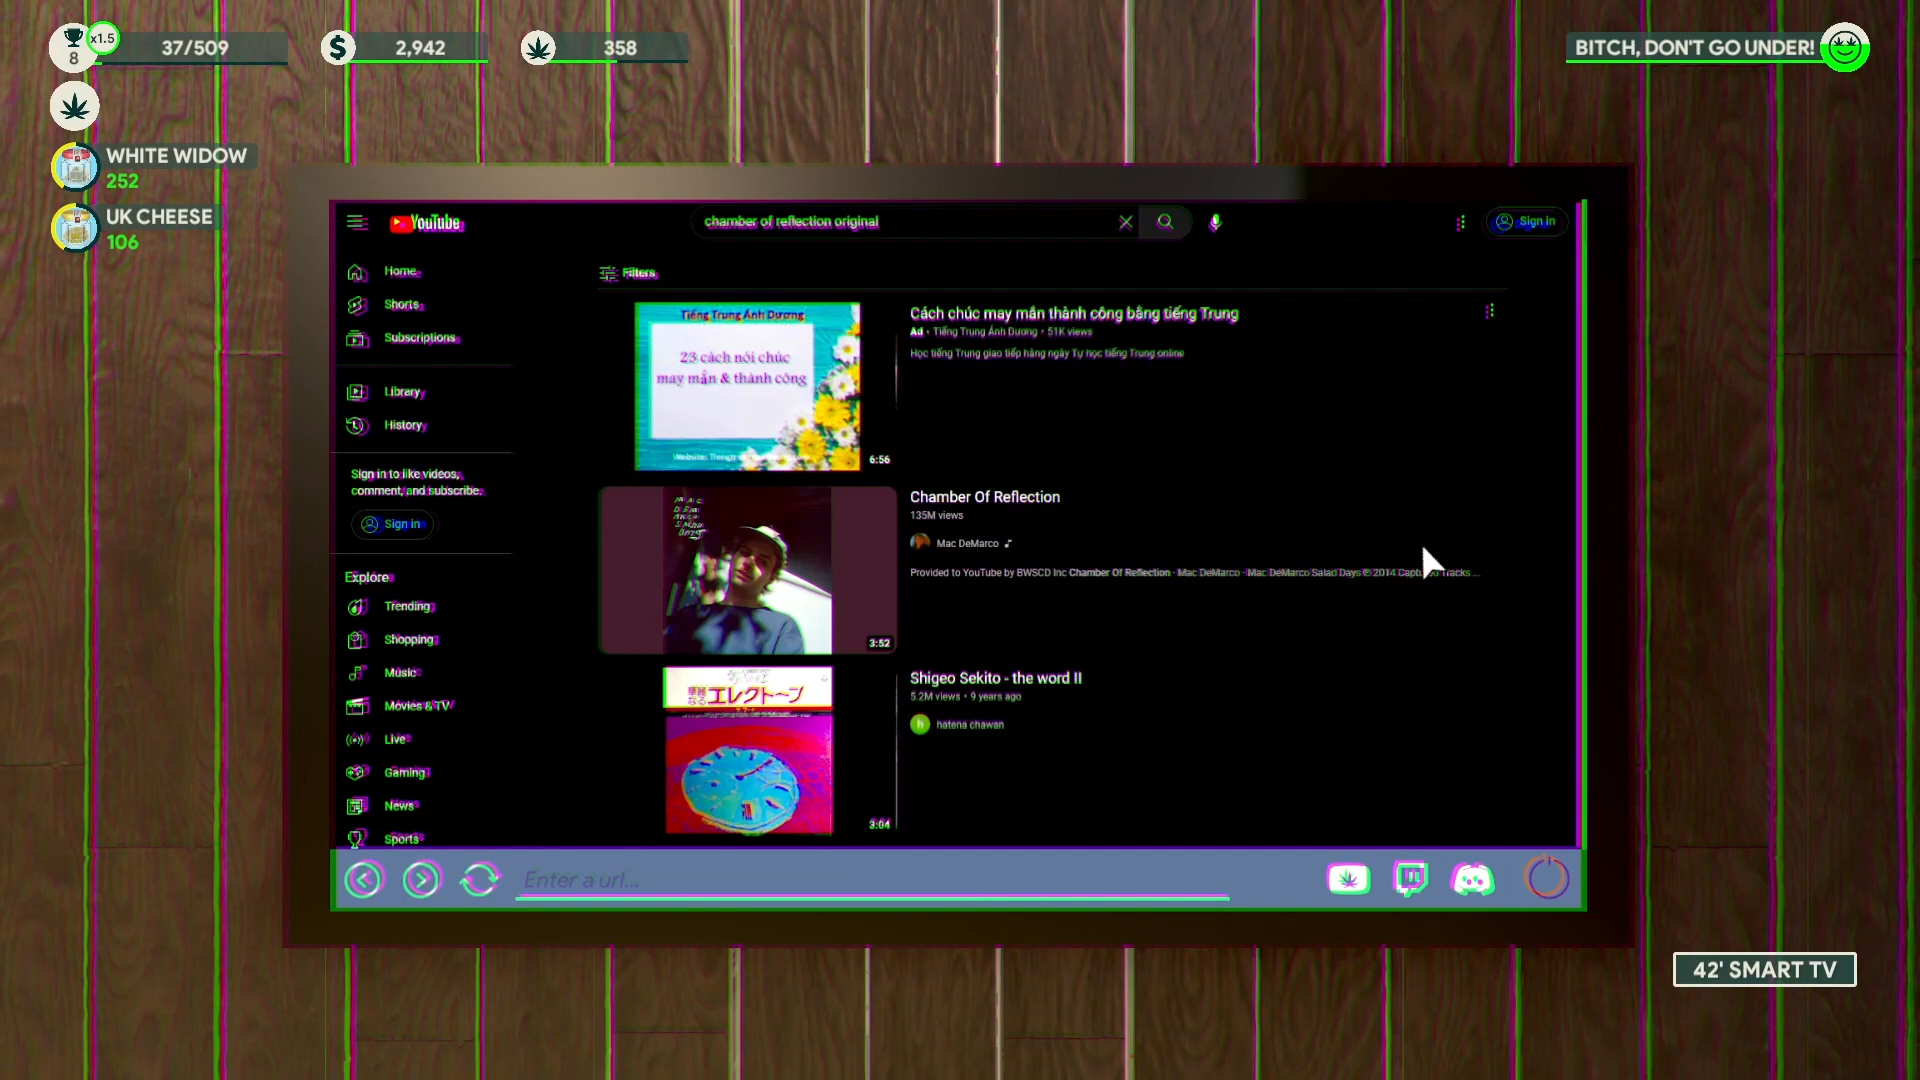 x1.5
8
37/509
2,942
358
BITCH, DON'T GO UNDER!
WHITE WIDOW
252
UK CHEESE
106
YouTube
chamber of reflection original
Sign in
Home
Shorts
Subscriptions
Library
History
Sign in to like videos,
comment, and subscribe.
Sign in
Explore
Trending
Shopping
Music
Movies & TV
Live
Gaming
News
Sports
Filters
Tiếng Trung Ánh Dương
23 cách nói chúc
may mắn & thành công
6:56
Cách chúc may mắn thành công bằng tiếng Trung
Ad • Tiếng Trung Ánh Dương • 51K views
Học tiếng Trung giao tiếp hàng ngày Tự học tiếng Trung online
3:52
Chamber Of Reflection
135M views
Mac DeMarco
Provided to YouTube by BWSCD Inc Chamber Of Reflection · Mac DeMarco · Mac DeMarco Salad Days ℗ 2014 Captured Tracks ...
華麗なるエレクトーン
3:04
Shigeo Sekito - the word II
5.2M views • 9 years ago
h
hatena chawan
Enter a url...
42' SMART TV